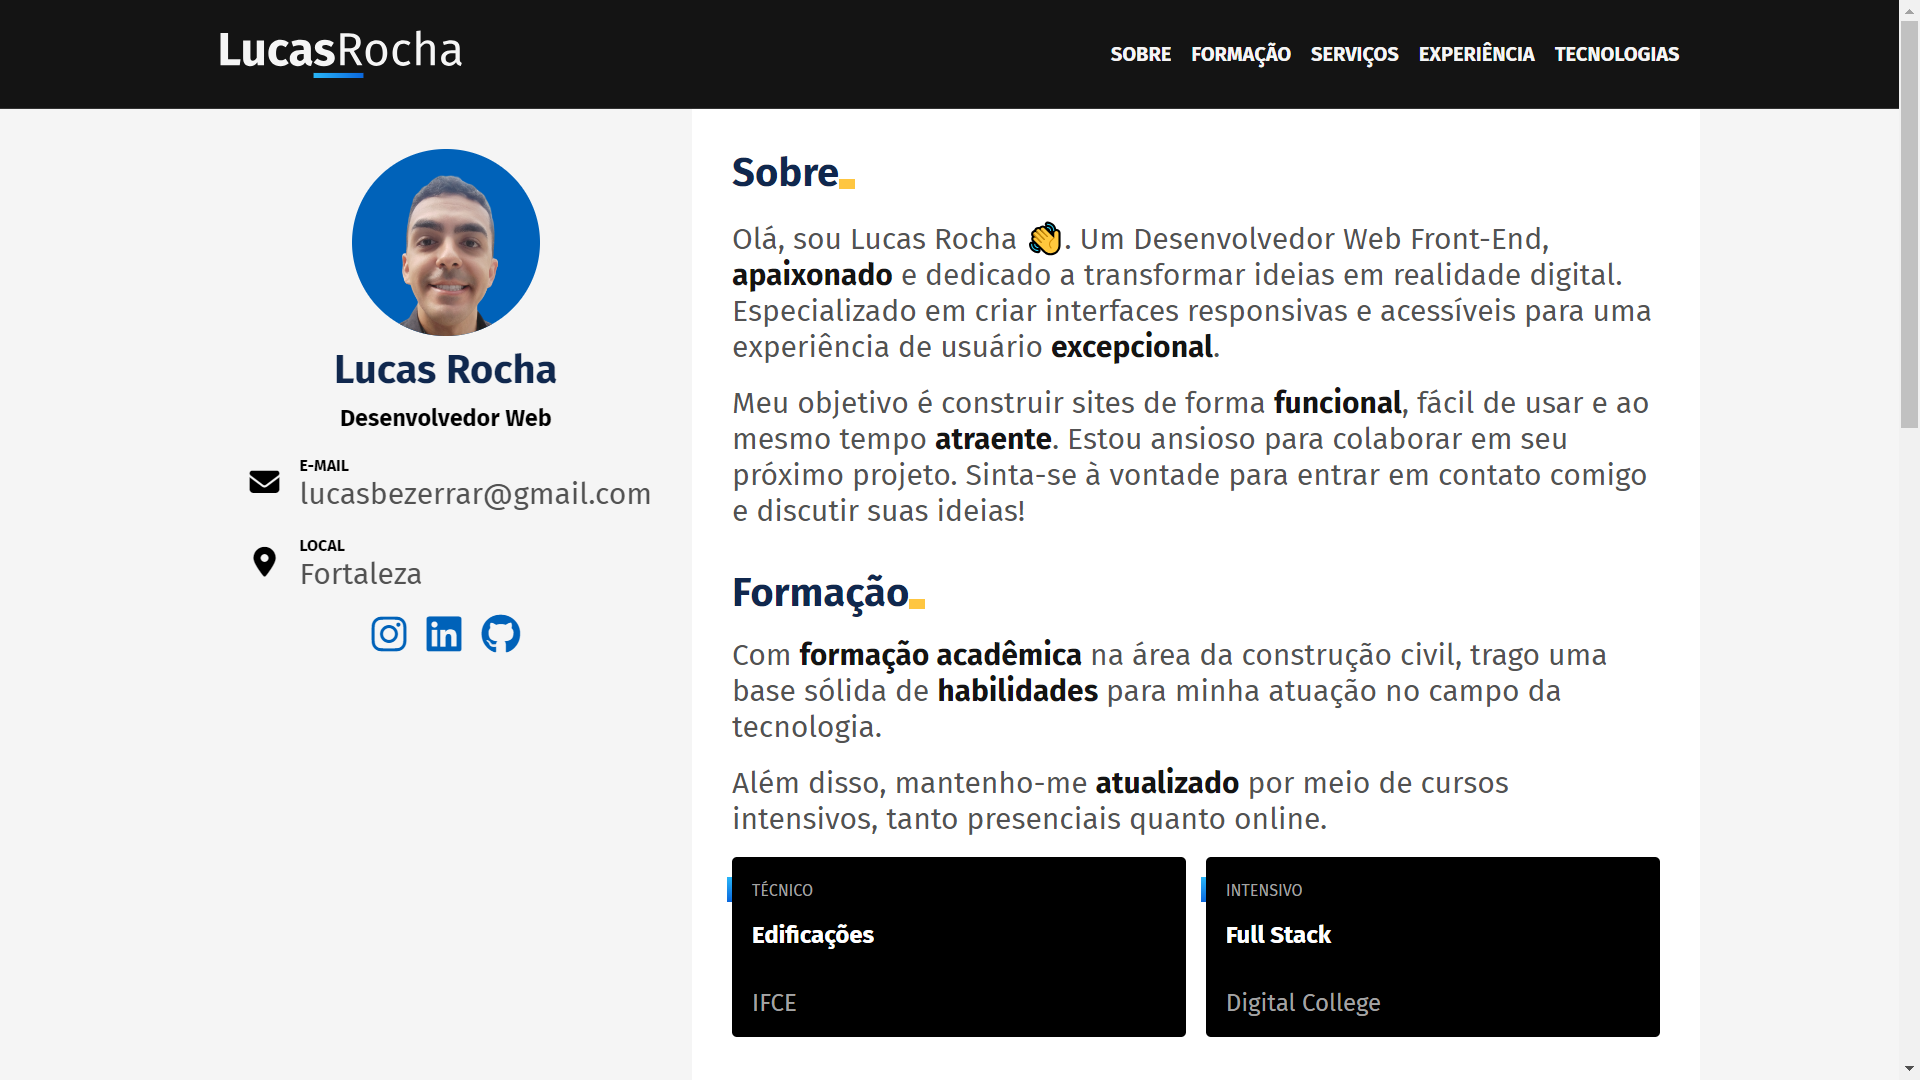 LucasRocha
SOBRE FORMAÇÃO SERVIÇOS EXPERIÊNCIA TECNOLOGIAS
Lucas Rocha
Desenvolvedor Web
E-MAIL
lucasbezerrar@gmail.com
LOCAL
Fortaleza
Sobre
Olá, sou Lucas Rocha 👏. Um Desenvolvedor Web Front-End,
apaixonado e dedicado a transformar ideias em realidade digital.
Especializado em criar interfaces responsivas e acessíveis para uma
experiência de usuário excepcional.
Meu objetivo é construir sites de forma funcional, fácil de usar e ao
mesmo tempo atraente. Estou ansioso para colaborar em seu
próximo projeto. Sinta-se à vontade para entrar em contato comigo
e discutir suas ideias!
Formação
Com formação acadêmica na área da construção civil, trago uma
base sólida de habilidades para minha atuação no campo da
tecnologia.
Além disso, mantenho-me atualizado por meio de cursos
intensivos, tanto presenciais quanto online.
TÉCNICO
Edificações
IFCE
INTENSIVO
Full Stack
Digital College